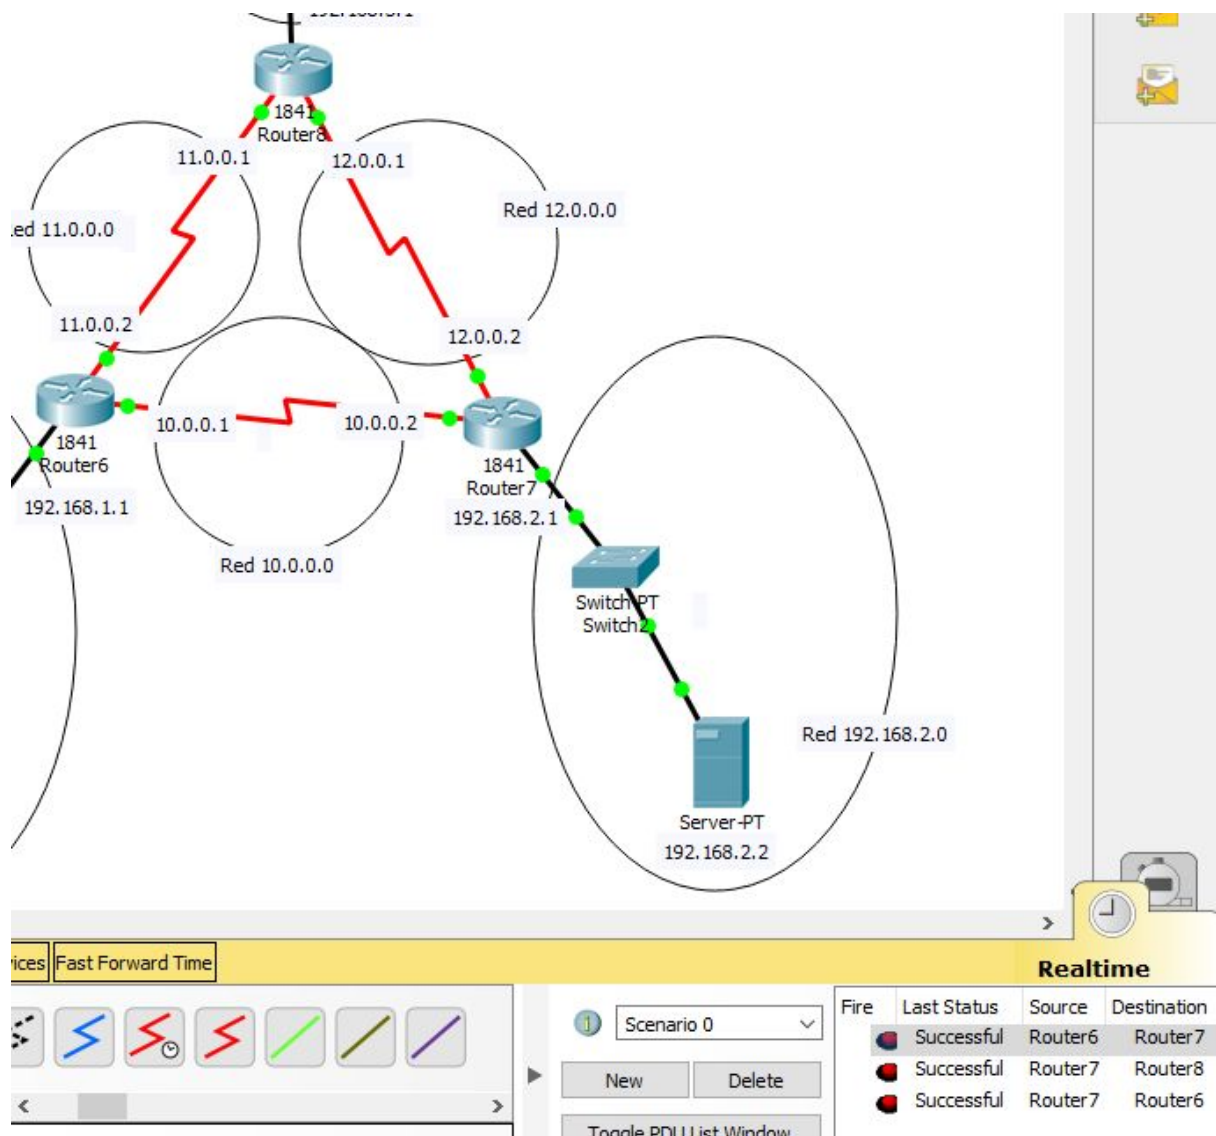 1841
Router8
11.0.0.1
12.0.0.1
Red 12.0.0.0
ed 11.0.0.0
11.0.0.2
12.0.0.2
10.0.0.1
10.0.0.2
1841
Router6
1841
Router7
192.168.1.1
192.168.2.1
Red 10.0.0.0
Switch-PT
Switch2
Red 192.168.2.0
Server-PT
192.168.2.2
ices
Fast Forward Time
Realtime
Scenario 0
New
Delete
Toggle PDU List Window
Fire Last Status Source Destination
Successful Router6 Router7
Successful Router7 Router8
Successful Router7 Router6